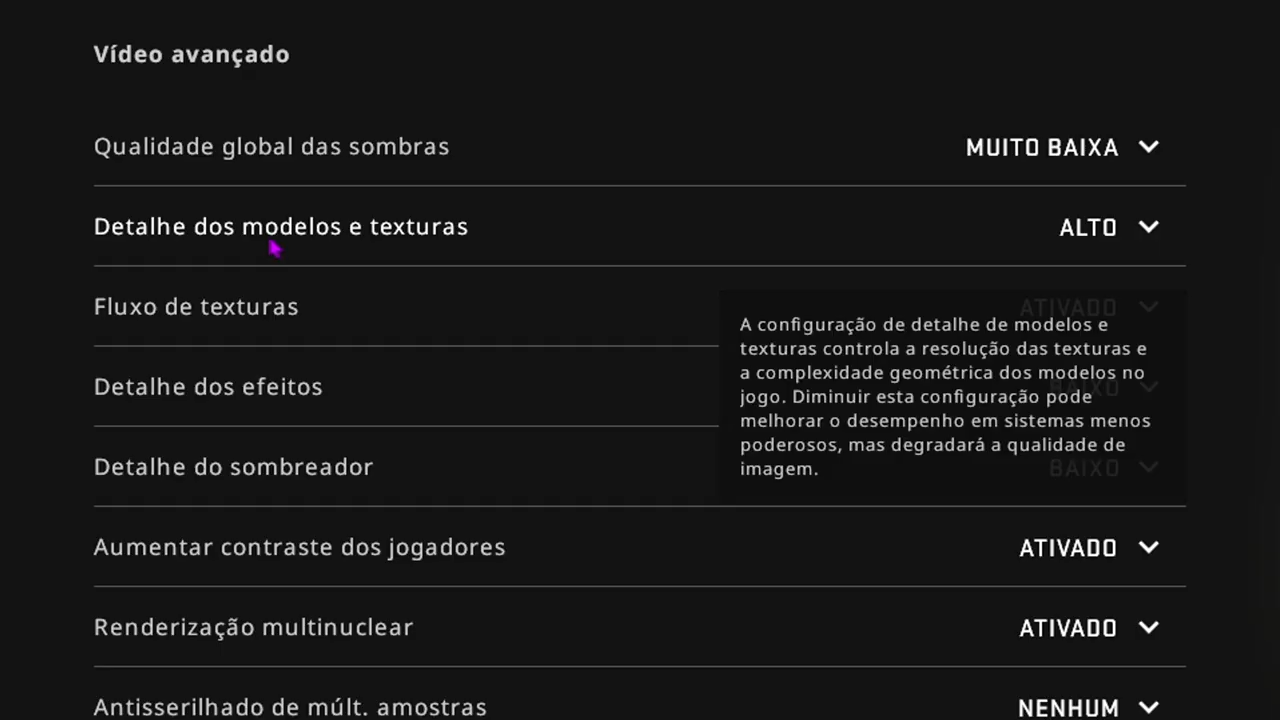 Vídeo avançado
Qualidade global das sombras MUITO BAIXA
Detalhe dos modelos e texturas ALTO
Fluxo de texturas ATIVADO
A configuração de detalhe de modelos e
texturas controla a resolução das texturas e
a complexidade geométrica dos modelos no
jogo. Diminuir esta configuração pode
melhorar o desempenho em sistemas menos
poderosos, mas degradará a qualidade de
imagem.
Detalhe dos efeitos BAIXO
Detalhe do sombreador BAIXO
Aumentar contraste dos jogadores ATIVADO
Renderização multinuclear ATIVADO
Antisserilhado de múlt. amostras NENHUM